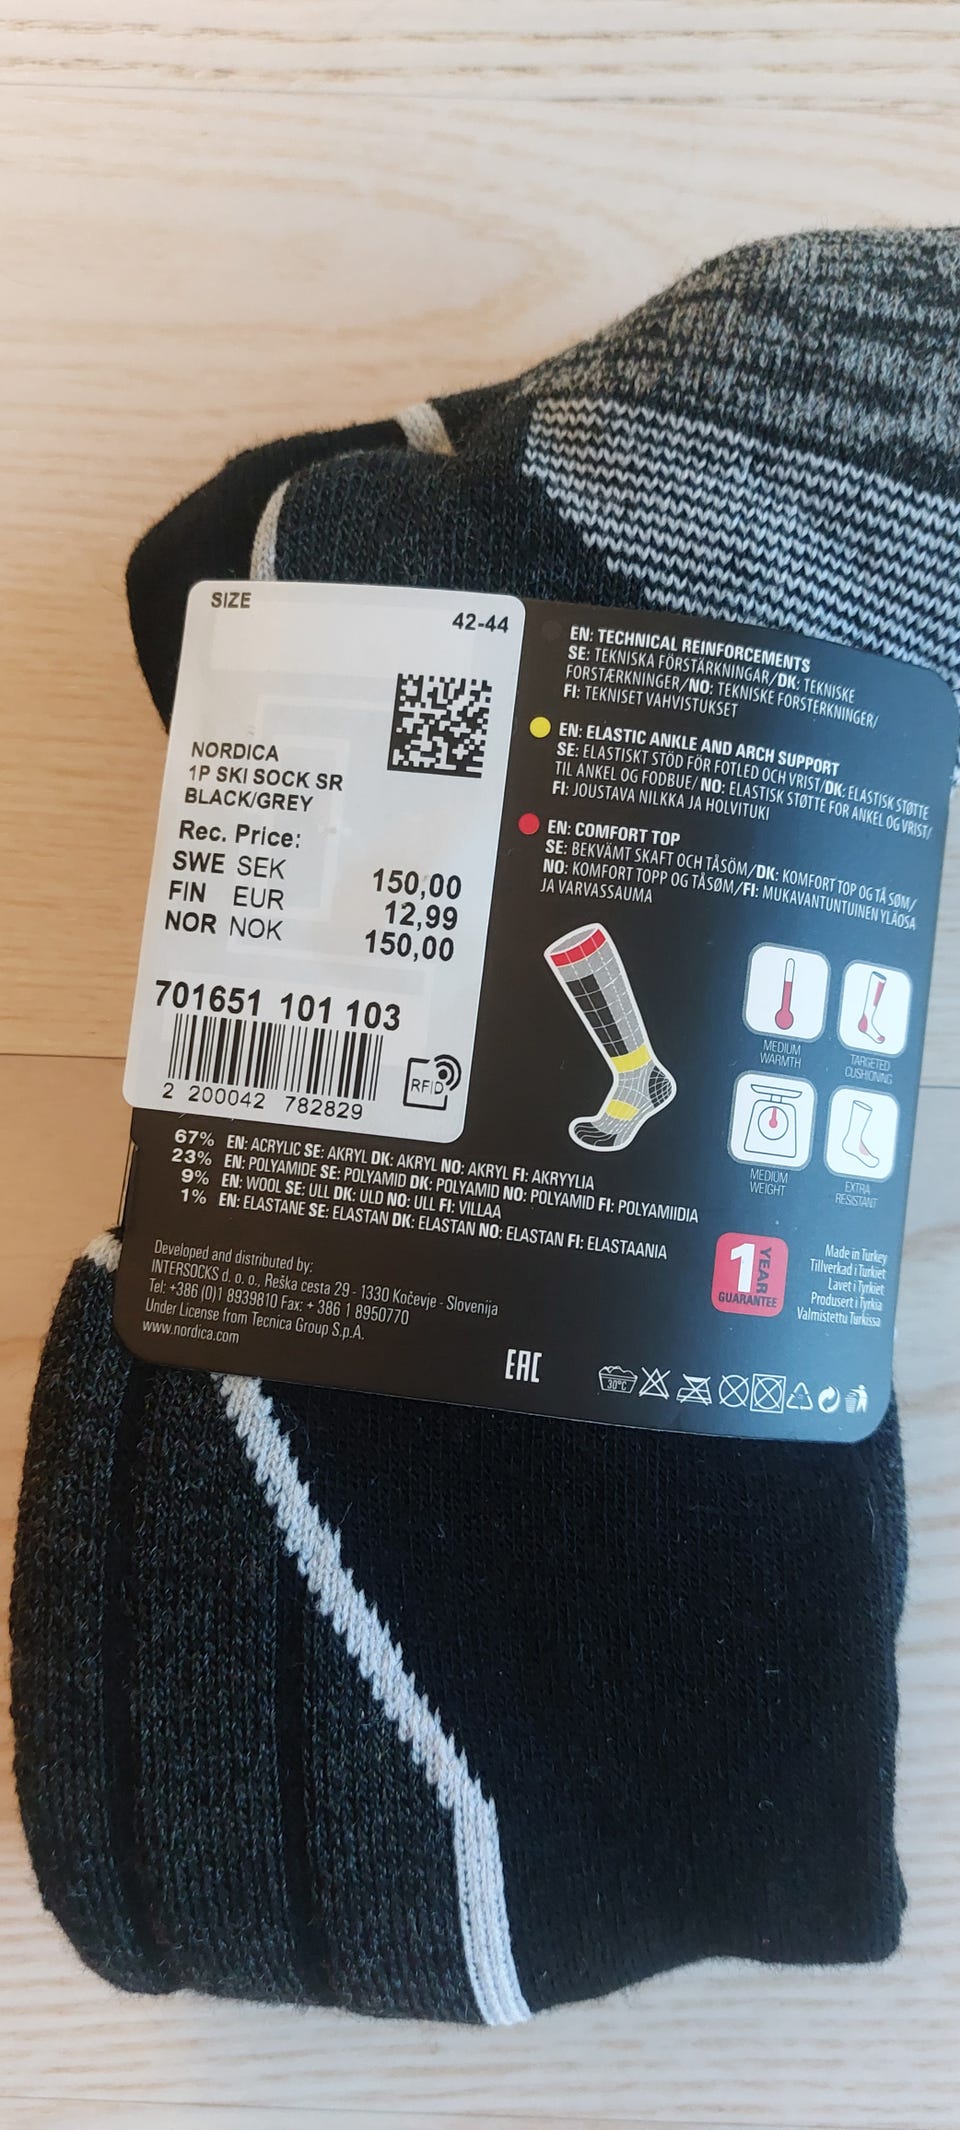 SIZE
42-44
NORDICA
1P SKI SOCK SR
BLACK/GREY
Rec. Price:
SWE SEK 150,00
FIN EUR 12,99
NOR NOK 150,00
701651 101 103
2 200042 782829
RFID
EN: TECHNICAL REINFORCEMENTS
SE: TEKNISKA FÖRSTÄRKNINGAR/DK: TEKNISKE
FORSTÆRKNINGER/NO: TEKNISKE FORSTERKNINGER/
FI: TEKNISET VAHVISTUKSET
EN: ELASTIC ANKLE AND ARCH SUPPORT
SE: ELASTISKT STÖD FÖR FOTLED OCH VRIST/DK: ELASTISK STØTTE
TIL ANKEL OG FODBUE/ NO: ELASTISK STØTTE FOR ANKEL OG VRIST/
FI: JOUSTAVA NILKKA JA HOLVITUKI
EN: COMFORT TOP
SE: BEKVÄMT SKAFT OCH TÅSÖM/DK: KOMFORT TOP OG TÅ SØM/
NO: KOMFORT TOPP OG TÅSØM/FI: MUKAVANTUNTUINEN YLÄOSA
JA VARVASSAUMA
MEDIUM
WARMTH
TARGETED
CUSHIONING
MEDIUM
WEIGHT
EXTRA
RESISTANT
67% EN: ACRYLIC SE: AKRYL DK: AKRYL NO: AKRYL FI: AKRYYLIA
23% EN: POLYAMIDE SE: POLYAMID DK: POLYAMID NO: POLYAMID FI: POLYAMIIDIA
9% EN: WOOL SE: ULL DK: ULD NO: ULL FI: VILLAA
1% EN: ELASTANE SE: ELASTAN DK: ELASTAN NO: ELASTAN FI: ELASTAANIA
Developed and distributed by:
INTERSOCKS d. o. o., Reška cesta 29 - 1330 Kočevje - Slovenija
Tel: +386 (0)1 8939810 Fax: + 386 1 8950770
Under License from Tecnica Group S.p.A.
www.nordica.com
1 YEAR
GUARANTEE
Made in Turkey
Tillverkad i Turkiet
Lavet i Tyrkiet
Produsert i Tyrkia
Valmistettu Turkissa
EAC
30°C